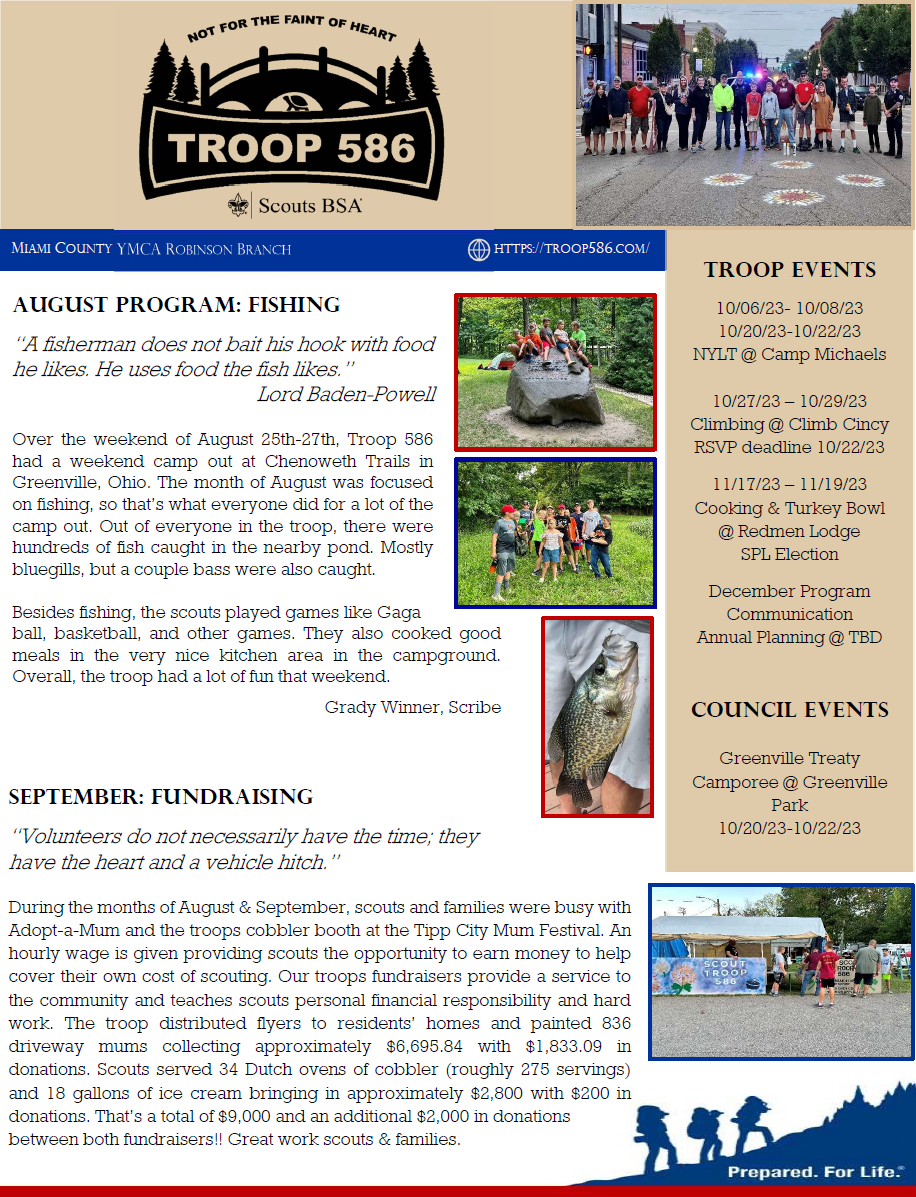 NOT FOR THE FAINT OF HEART
TROOP 586
Scouts BSA
MIAMI COUNTY YMCA ROBINSON BRANCH
HTTPS://TROOP586.COM/
AUGUST PROGRAM: FISHING
"A fisherman does not bait his hook with food
he likes. He uses food the fish likes."
Lord Baden-Powell
Over the weekend of August 25th-27th, Troop 586
had a weekend camp out at Chenoweth Trails in
Greenville, Ohio. The month of August was focused
on fishing, so that's what everyone did for a lot of the
camp out. Out of everyone in the troop, there were
hundreds of fish caught in the nearby pond. Mostly
bluegills, but a couple bass were also caught.
Besides fishing, the scouts played games like Gaga
ball, basketball, and other games. They also cooked good
meals in the very nice kitchen area in the campground.
Overall, the troop had a lot of fun that weekend.
Grady Winner, Scribe
SEPTEMBER: FUNDRAISING
"Volunteers do not necessarily have the time; they
have the heart and a vehicle hitch."
During the months of August & September, scouts and families were busy with
Adopt-a-Mum and the troops cobbler booth at the Tipp City Mum Festival. An
hourly wage is given providing scouts the opportunity to earn money to help
cover their own cost of scouting. Our troops fundraisers provide a service to
the community and teaches scouts personal financial responsibility and hard
work. The troop distributed flyers to residents' homes and painted 836
driveway mums collecting approximately $6,695.84 with $1,833.09 in
donations. Scouts served 34 Dutch ovens of cobbler (roughly 275 servings)
and 18 gallons of ice cream bringing in approximately $2,800 with $200 in
donations. That's a total of $9,000 and an additional $2,000 in donations
between both fundraisers!! Great work scouts & families.
TROOP EVENTS
10/06/23- 10/08/23
10/20/23-10/22/23
NYLT @ Camp Michaels
10/27/23 – 10/29/23
Climbing @ Climb Cincy
RSVP deadline 10/22/23
11/17/23 – 11/19/23
Cooking & Turkey Bowl
@ Redmen Lodge
SPL Election
December Program
Communication
Annual Planning @ TBD
COUNCIL EVENTS
Greenville Treaty
Camporee @ Greenville
Park
10/20/23-10/22/23
SCOUT
TROOP
586
Prepared. For Life.®